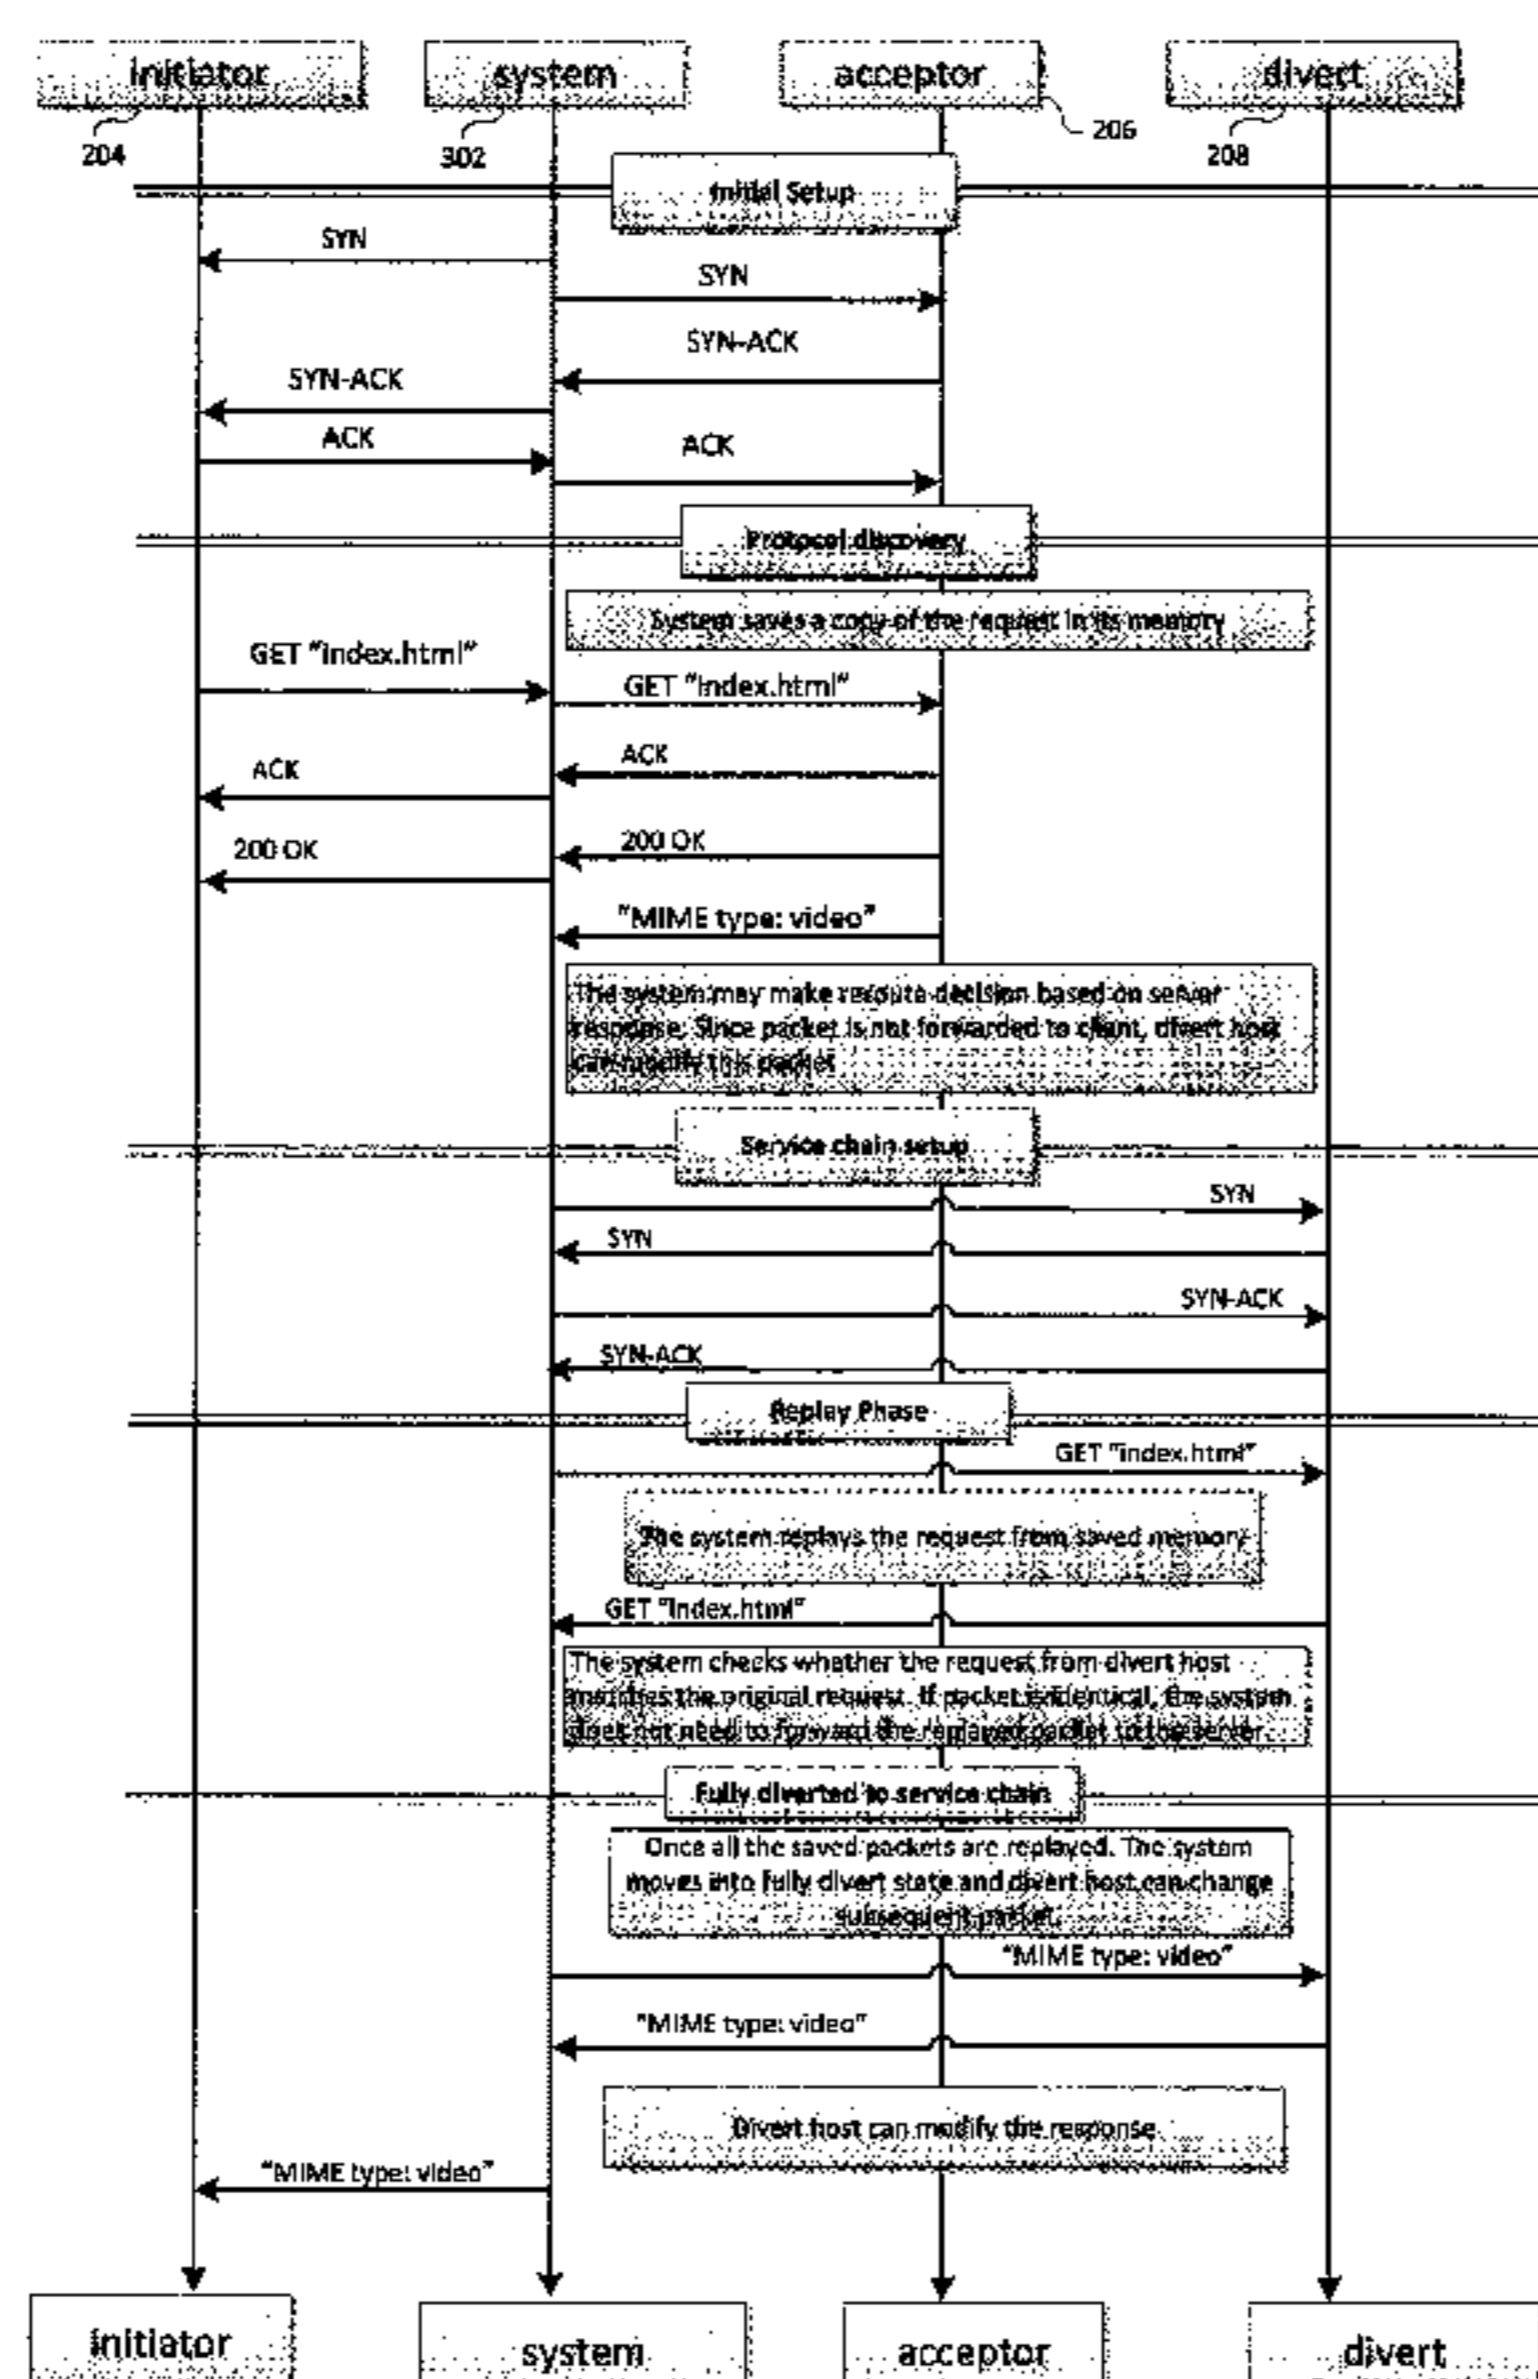 initiator
system
acceptor
divert
204
302
206
208
Initial Setup
SYN
SYN
SYN-ACK
SYN-ACK
ACK
ACK
Protocol discovery
System saves a copy of the request in its memory
GET "index.html"
GET "index.html"
ACK
ACK
200 OK
200 OK
"MIME type: video"
The system may make reroute decision based on server
response. Since packet is not forwarded to client, divert host
can modify this packet
Service chain setup
SYN
SYN
SYN-ACK
SYN-ACK
Replay Phase
GET "index.html"
The system replays the request from saved memory
GET "index.html"
The system checks whether the request from divert host
matches the original request. If packet is identical, the system
does not need to forward the replayed packet to the server
Fully diverted to service chain
Once all the saved packets are replayed. The system
moves into fully divert state and divert host can change
subsequent packet.
"MIME type: video"
"MIME type: video"
Divert host can modify the response
"MIME type: video"
initiator
system
acceptor
divert